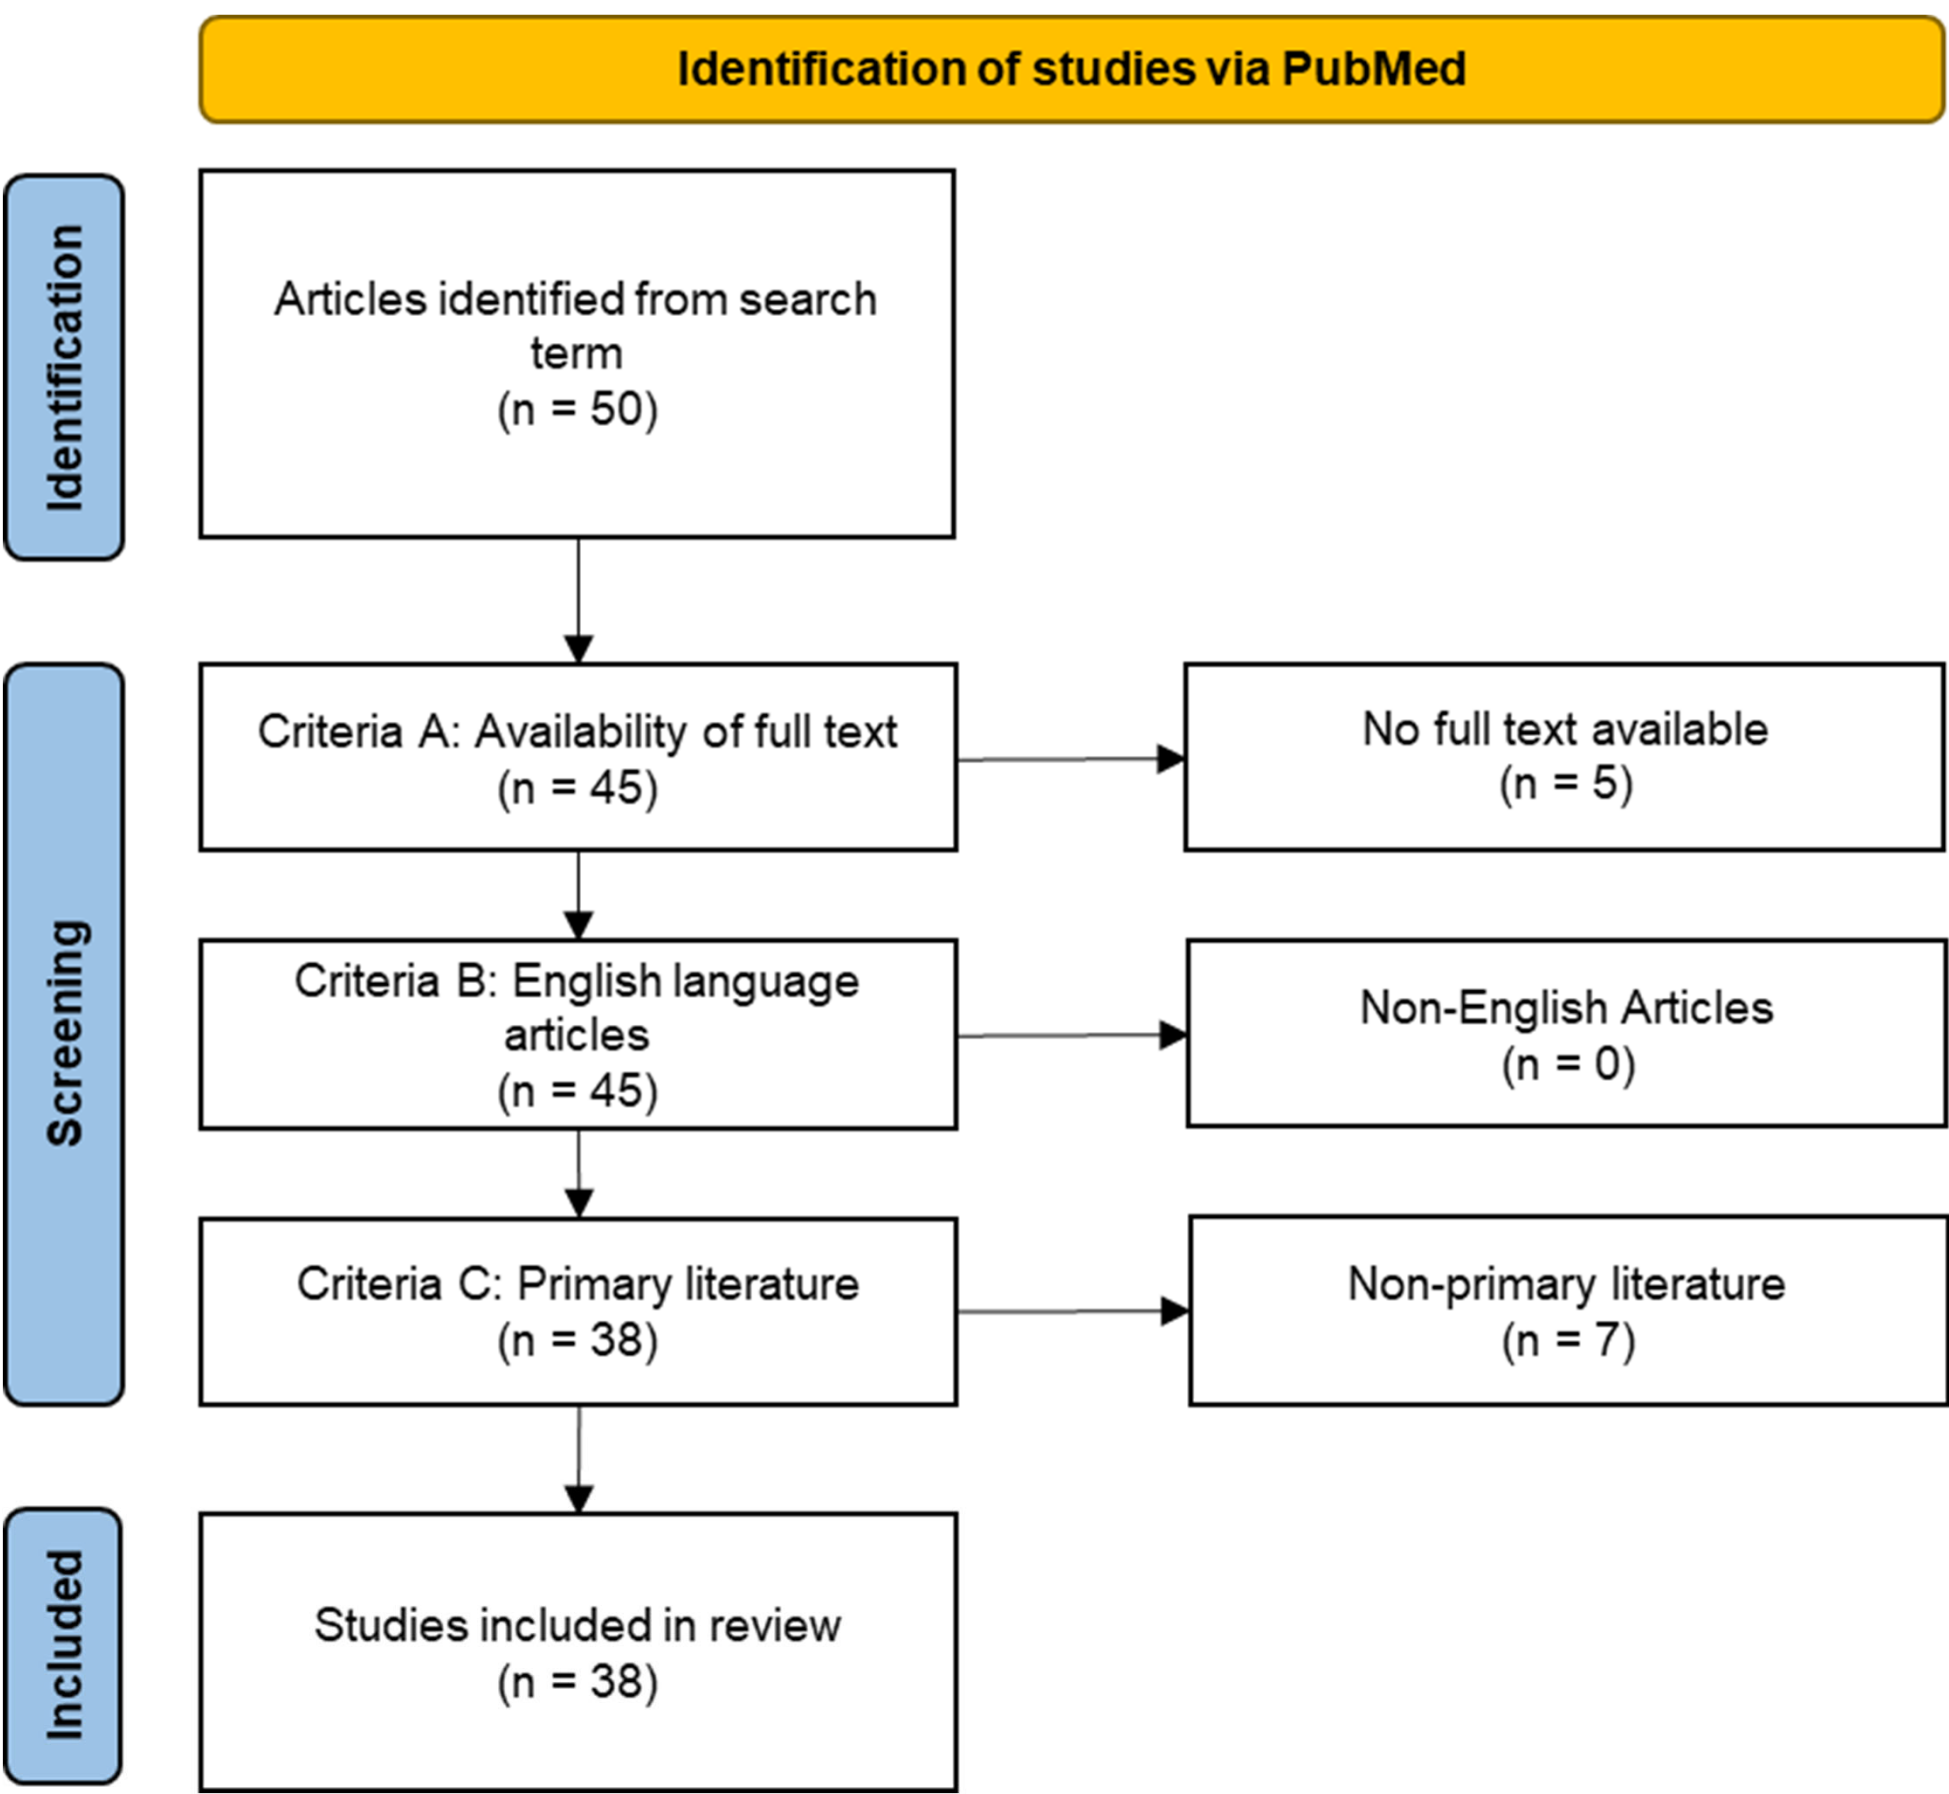 Identification of studies via PubMed
Identification
Articles identified from search
term
(n = 50)
Screening
Criteria A: Availability of full text
(n = 45)
No full text available
(n = 5)
Criteria B: English language
articles
(n = 45)
Non-English Articles
(n = 0)
Criteria C: Primary literature
(n = 38)
Non-primary literature
(n = 7)
Included
Studies included in review
(n = 38)